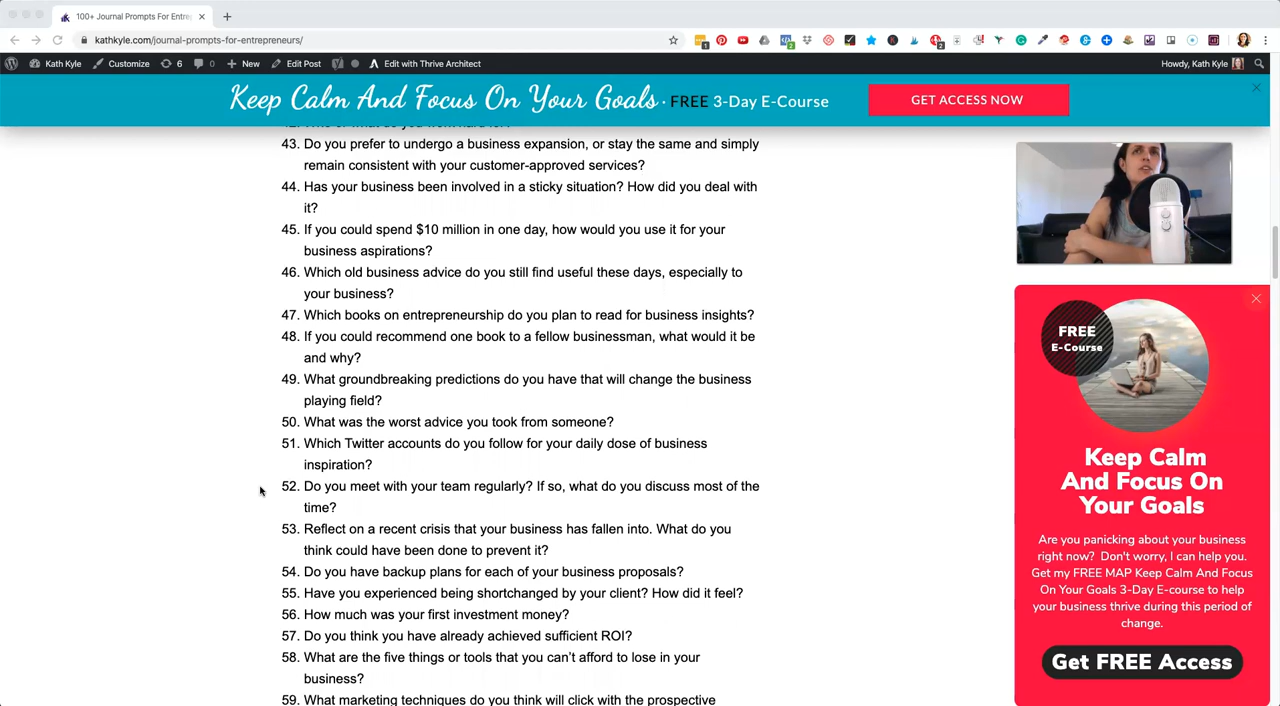 100+ Journal Prompts For Entre
kathkyle.com/journal-prompts-for-entrepreneurs/
Kath Kyle Customize 6 0 New Edit Post Edit with Thrive Architect Howdy, Kath Kyle
Keep Calm And Focus On Your Goals · FREE 3-Day E-Course GET ACCESS NOW
43. Do you prefer to undergo a business expansion, or stay the same and simply
remain consistent with your customer-approved services?
44. Has your business been involved in a sticky situation? How did you deal with
it?
45. If you could spend $10 million in one day, how would you use it for your
business aspirations?
46. Which old business advice do you still find useful these days, especially to
your business?
47. Which books on entrepreneurship do you plan to read for business insights?
48. If you could recommend one book to a fellow businessman, what would it be
and why?
49. What groundbreaking predictions do you have that will change the business
playing field?
50. What was the worst advice you took from someone?
51. Which Twitter accounts do you follow for your daily dose of business
inspiration?
52. Do you meet with your team regularly? If so, what do you discuss most of the
time?
53. Reflect on a recent crisis that your business has fallen into. What do you
think could have been done to prevent it?
54. Do you have backup plans for each of your business proposals?
55. Have you experienced being shortchanged by your client? How did it feel?
56. How much was your first investment money?
57. Do you think you have already achieved sufficient ROI?
58. What are the five things or tools that you can’t afford to lose in your
business?
59. What marketing techniques do you think will click with the prospective
FREE
E-Course
Keep Calm
And Focus On
Your Goals
Are you panicking about your business
right now? Don't worry, I can help you.
Get my FREE MAP Keep Calm And Focus
On Your Goals 3-Day E-course to help
your business thrive during this period of
change.
Get FREE Access